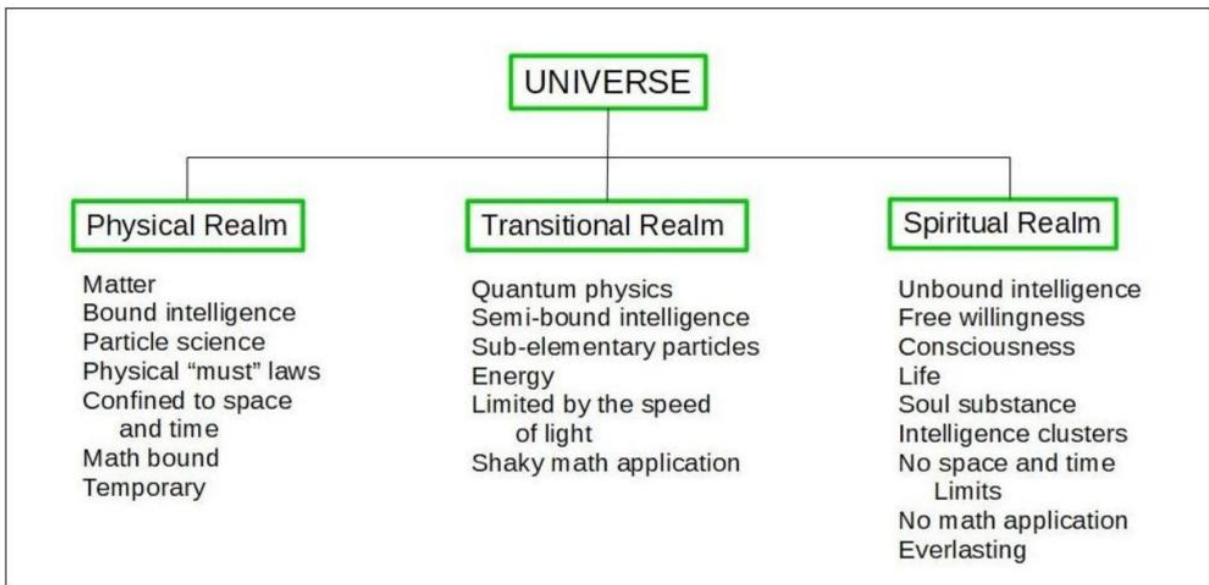 UNIVERSE
Physical Realm
Matter
Bound intelligence
Particle science
Physical “must” laws
Confined to space
and time
Math bound
Temporary
Transitional Realm
Quantum physics
Semi-bound intelligence
Sub-elementary particles
Energy
Limited by the speed
of light
Shaky math application
Spiritual Realm
Unbound intelligence
Free willingness
Consciousness
Life
Soul substance
Intelligence clusters
No space and time
Limits
No math application
Everlasting